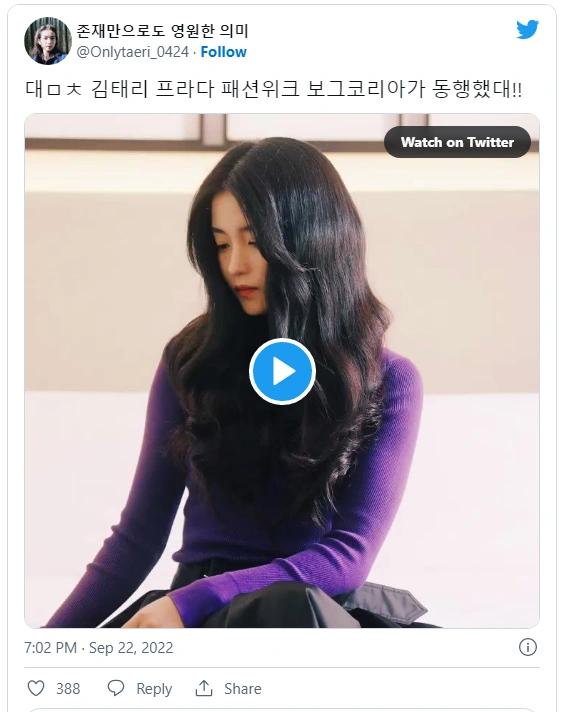 존재만으로도 영원한 의미
@Onlytaeri_0424 · Follow
대ㅁㅊ 김태리 프라다 패션위크 보그코리아가 동행했대!!
Watch on Twitter
7:02 PM · Sep 22, 2022
388 Reply Share